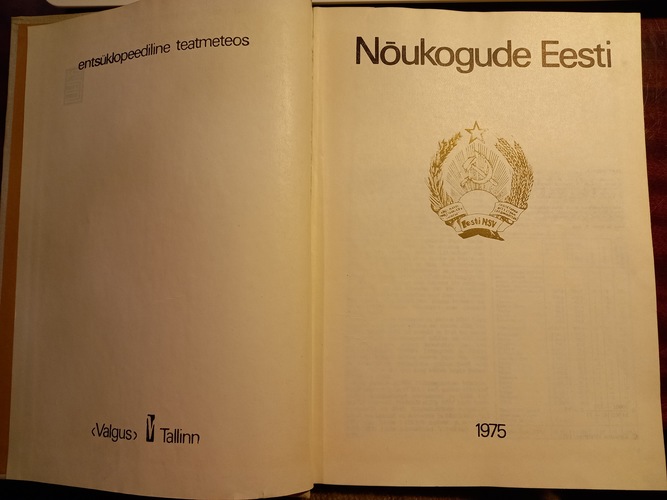 entsüklopeediline teatmeteos
‹Valgus› V Tallinn
Nõukogude Eesti
Eesti NSV
1975